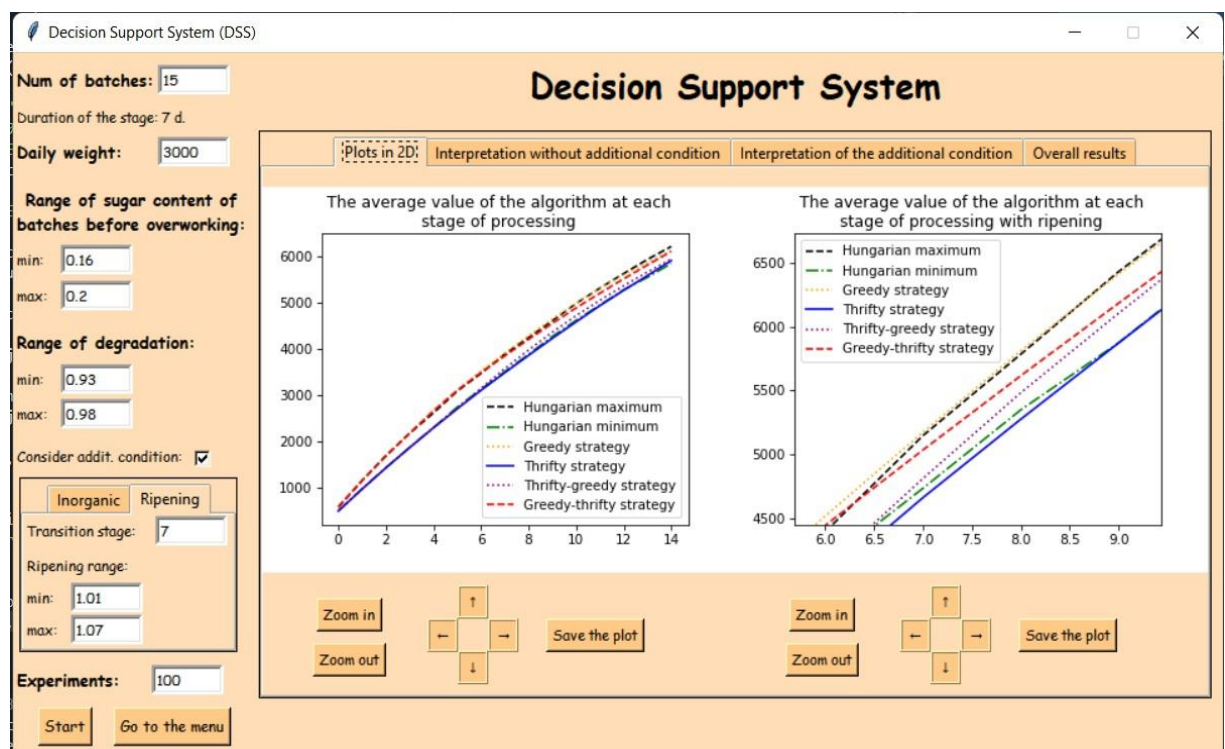 Decision Support System (DSS)
Num of batches: 15
Duration of the stage: 7 d.
Daily weight: 3000
Range of sugar content of
batches before overworking:
min: 0.16
max: 0.2
Range of degradation:
min: 0.93
max: 0.98
Consider addit. condition:
Inorganic Ripening
Transition stage: 7
Ripening range:
min: 1.01
max: 1.07
Experiments: 100
Start Go to the menu
Decision Support System
Plots in 2D Interpretation without additional condition Interpretation of the additional condition Overall results
The average value of the algorithm at each
stage of processing
6000
5000
4000
3000
2000
1000
Hungarian maximum
Hungarian minimum
Greedy strategy
Thrifty strategy
Thrifty-greedy strategy
Greedy-thrifty strategy
0 2 4 6 8 10 12 14
The average value of the algorithm at each
stage of processing with ripening
Hungarian maximum
Hungarian minimum
Greedy strategy
Thrifty strategy
Thrifty-greedy strategy
Greedy-thrifty strategy
6500
6000
5500
5000
4500
6.0 6.5 7.0 7.5 8.0 8.5 9.0
Zoom in
Zoom out
↑
← →
↓
Save the plot
Zoom in
Zoom out
↑
← →
↓
Save the plot